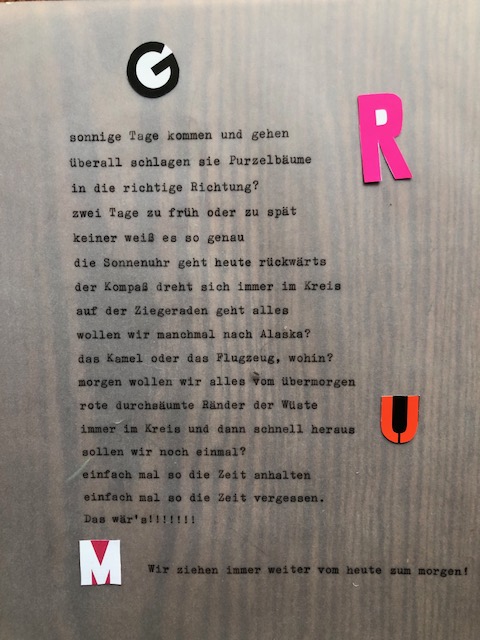 G
R
sonnige Tage kommen und gehen
überall schlagen sie Purzelbäume
in die richtige Richtung?
zwei Tage zu früh oder zu spät
keiner weiß es so genau
die Sonnenuhr geht heute rückwärts
der Kompaß dreht sich immer im Kreis
auf der Ziegeraden geht alles
wollen wir manchmal nach Alaska?
das Kamel oder das Flugzeug, wohin?
morgen wollen wir alles vom übermorgen
rote durchsäumte Ränder der Wüste
immer im Kreis und dann schnell heraus
sollen wir noch einmal?
einfach mal so die Zeit anhalten
einfach mal so die Zeit vergessen.
Das wär's!!!!!!!
U
M
Wir ziehen immer weiter vom heute zum morgen!